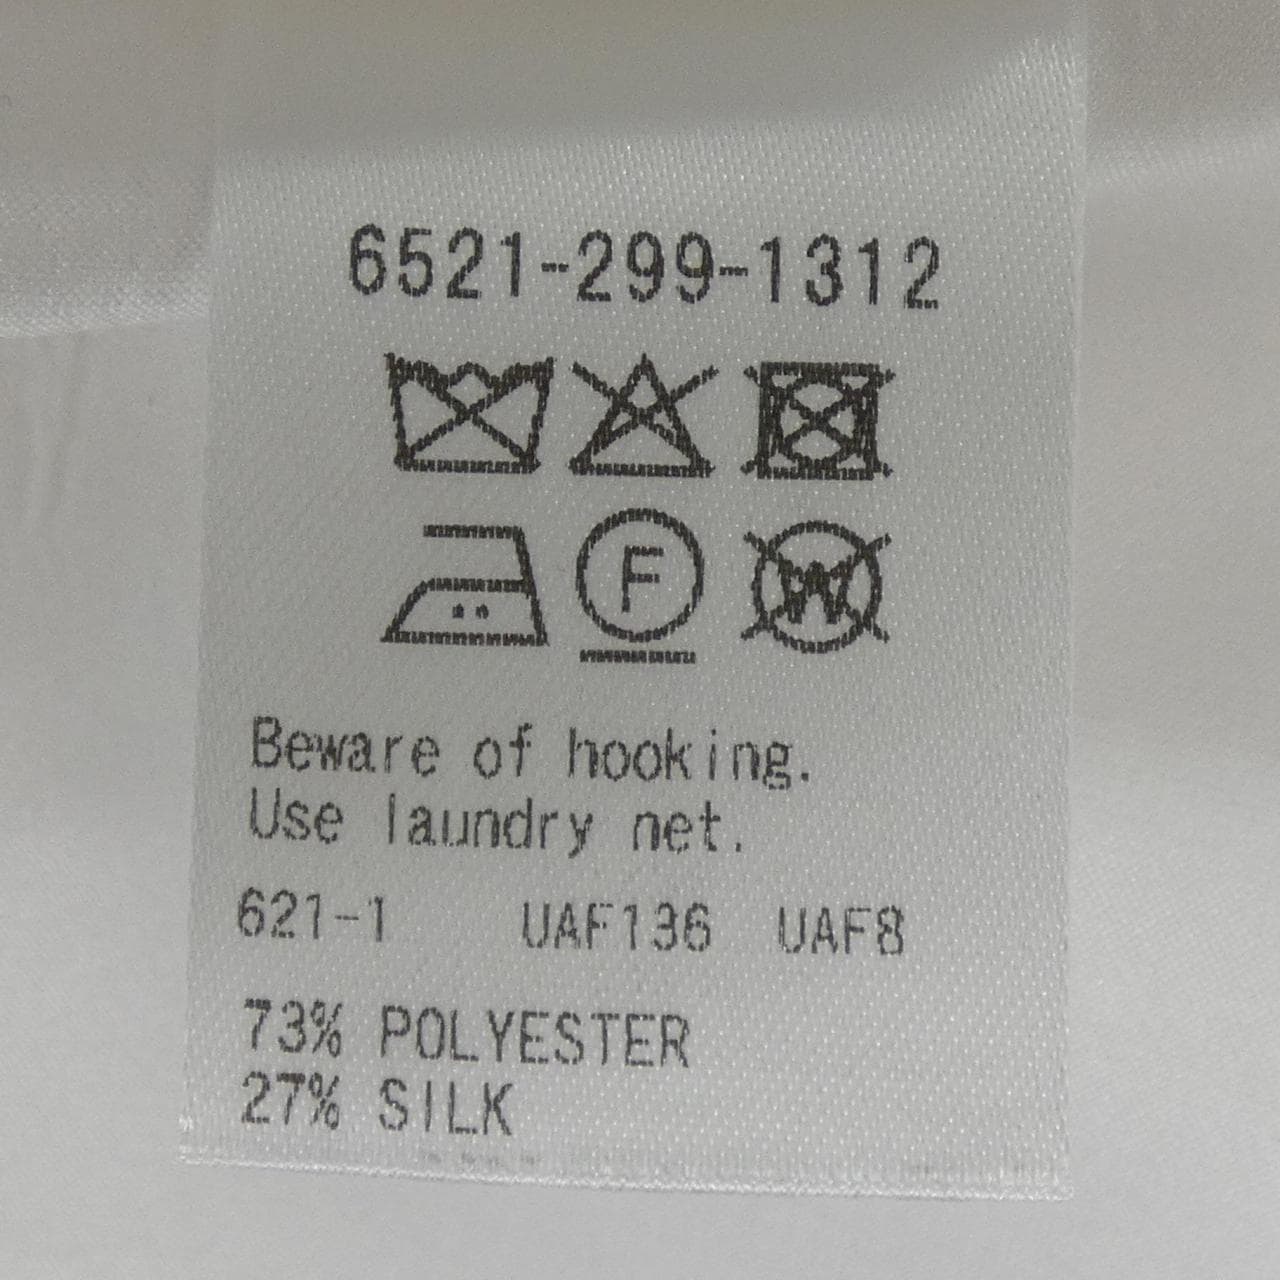 6521-299-1312
F W
Beware of hooking.
Use laundry net.
621-1 UAF136 UAF8
73% POLYESTER
27% SILK